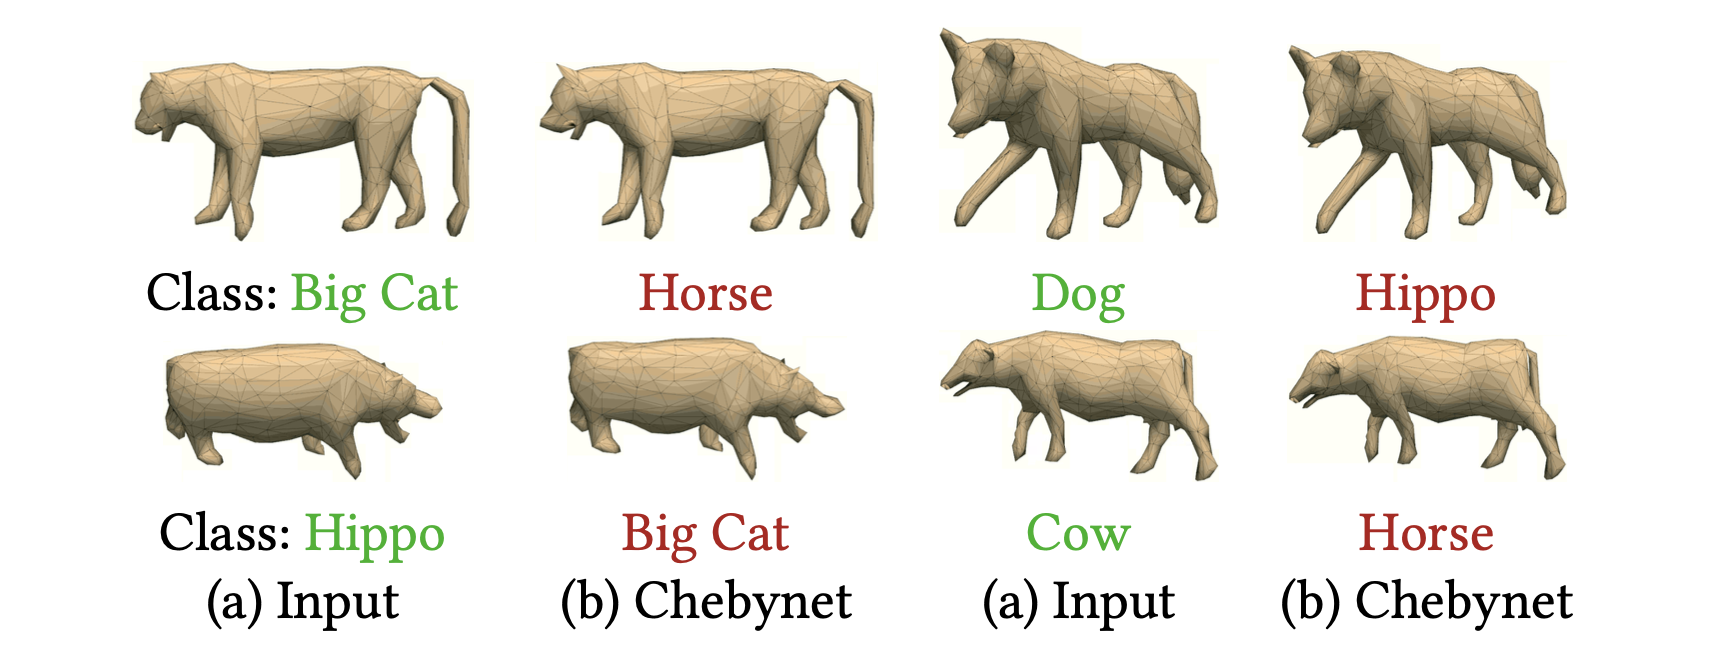 Class: Big Cat Horse Dog Hippo
Class: Hippo Big Cat Cow Horse
(a) Input (b) Chebynet (a) Input (b) Chebynet